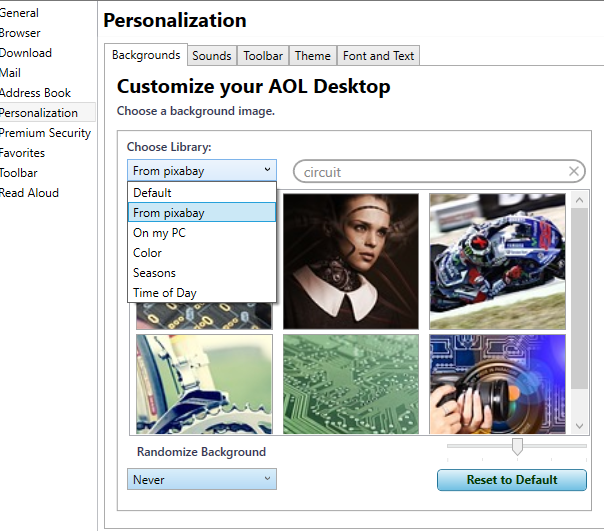 General
Browser
Download
Mail
Address Book
Personalization
Premium Security
Favorites
Toolbar
Read Aloud
Personalization
Backgrounds Sounds Toolbar Theme Font and Text
Customize your AOL Desktop
Choose a background image.
Choose Library:
From pixabay
circuit
Default
From pixabay
On my PC
Color
Seasons
Time of Day
Randomize Background
Never
Reset to Default